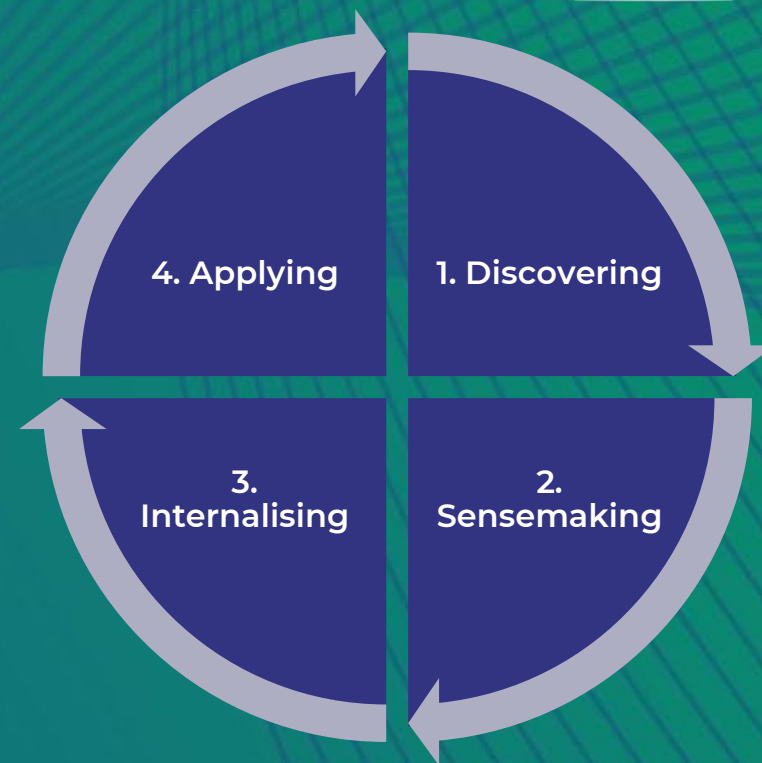 4. Applying
1. Discovering
3.
Internalising
2.
Sensemaking